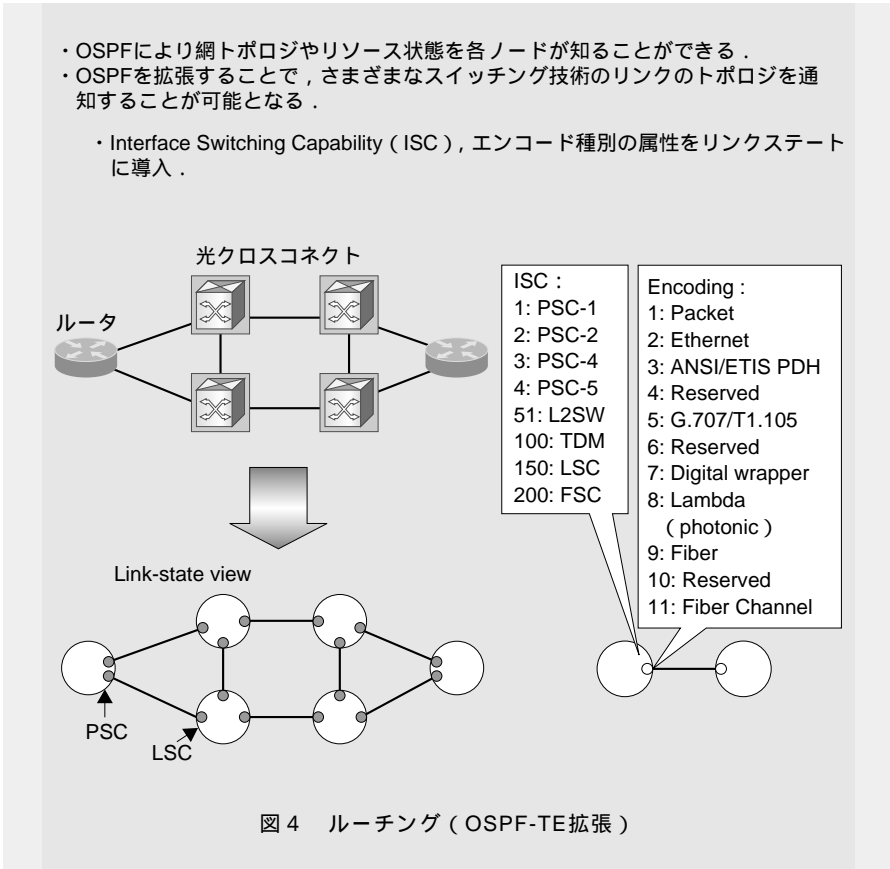 ・OSPFにより網トポロジやリソース状態を各ノードが知ることができる．
・OSPFを拡張することで，さまざまなスイッチング技術のリンクのトポロジを通
知することが可能となる．
・Interface Switching Capability（ISC），エンコード種別の属性をリンクステート
に導入．
光クロスコネクト
ルータ
ISC：
1: PSC-1
2: PSC-2
3: PSC-4
4: PSC-5
51: L2SW
100: TDM
150: LSC
200: FSC
Encoding :
1: Packet
2: Ethernet
3: ANSI/ETIS PDH
4: Reserved
5: G.707/T1.105
6: Reserved
7: Digital wrapper
8: Lambda
（photonic）
9: Fiber
10: Reserved
11: Fiber Channel
Link-state view
PSC
LSC
図4　ルーチング（OSPF-TE拡張）